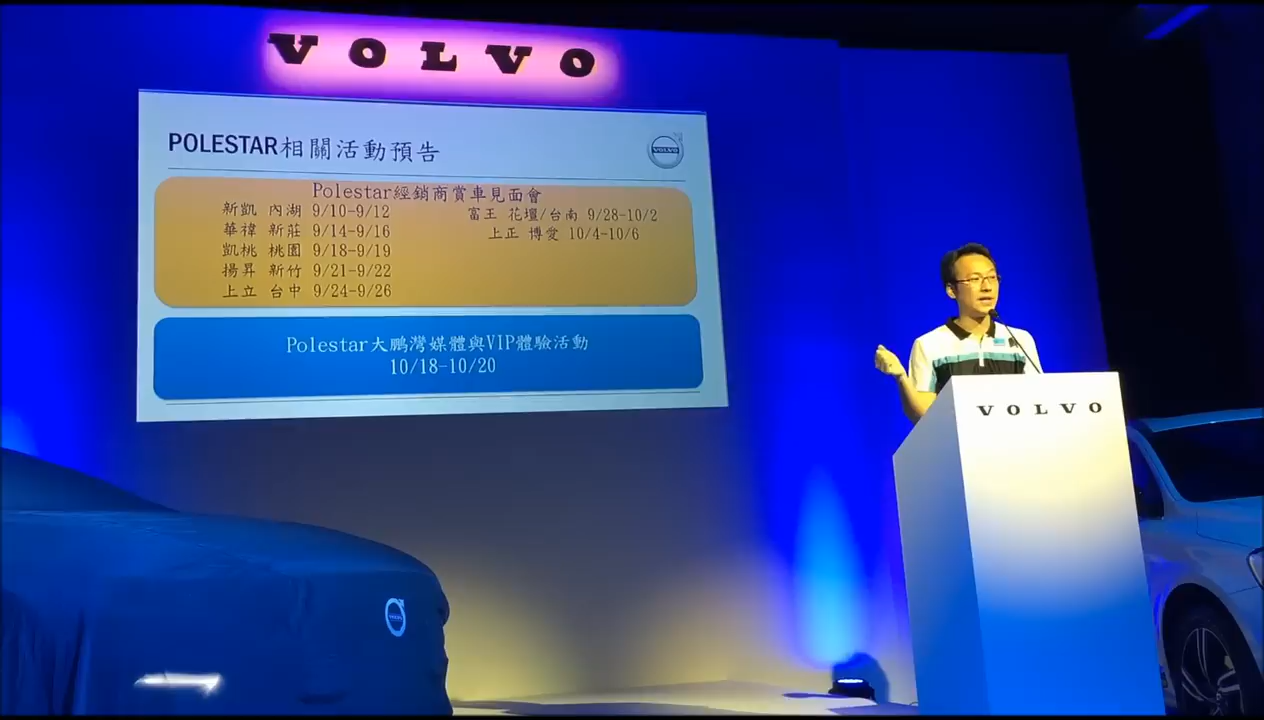 VOLVO
POLESTAR相關活動預告
VOLVO
Polestar經銷商賞車見面會
新凱 內湖 9/10-9/12
華禕 新莊 9/14-9/16
凱桃 桃園 9/18-9/19
揚昇 新竹 9/21-9/22
上立 台中 9/24-9/26
富王 花壇/台南 9/28-10/2
上正 博愛 10/4-10/6
Polestar大鵬灣媒體與VIP體驗活動
10/18-10/20
VOLVO